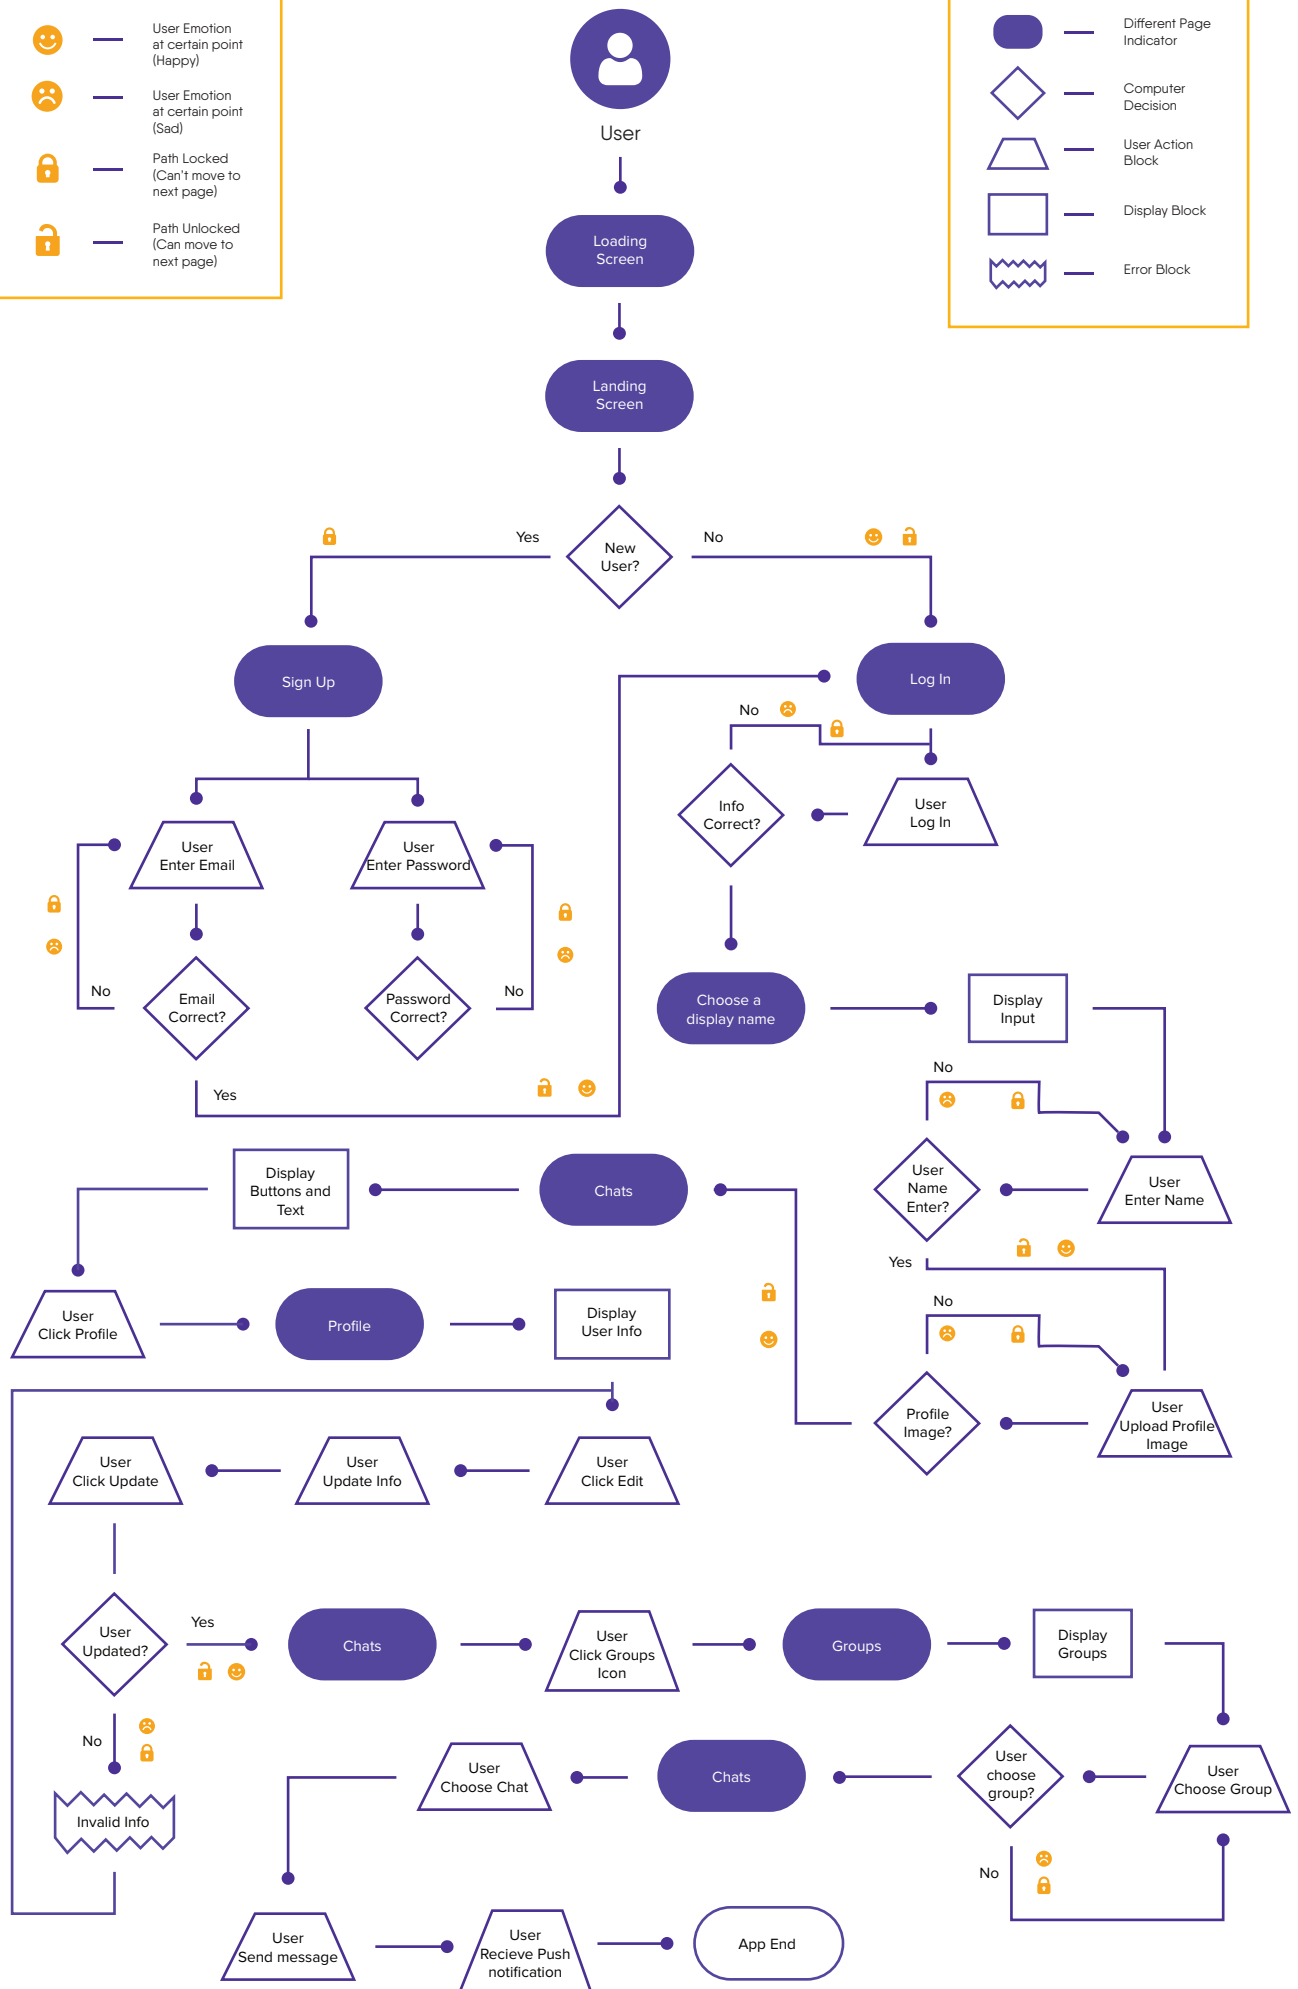 User Emotion
at certain point
(Happy)
User Emotion
at certain point
(Sad)
Path Locked
(Can't move to
next page)
Path Unlocked
(Can move to
next page)
User
Different Page
Indicator
Computer
Decision
User Action
Block
Display Block
Error Block
Loading
Screen
Landing
Screen
Yes
New
User?
No
Sign Up
Log In
No
Info
Correct?
User
Log In
User
Enter Email
User
Enter Password
No
Email
Correct?
Password
Correct?
No
Yes
Choose a
display name
Display
Input
No
User
Name
Enter?
User
Enter Name
Yes
Display
Buttons and
Text
Chats
User
Click Profile
Profile
Display
User Info
No
Profile
Image?
User
Upload Profile
Image
User
Click Update
User
Update Info
User
Click Edit
User
Updated?
Yes
Chats
User
Click Groups
Icon
Groups
Display
Groups
No
Invalid Info
User
Choose Chat
Chats
User
choose
group?
User
Choose Group
No
User
Send message
User
Recieve Push
notification
App End